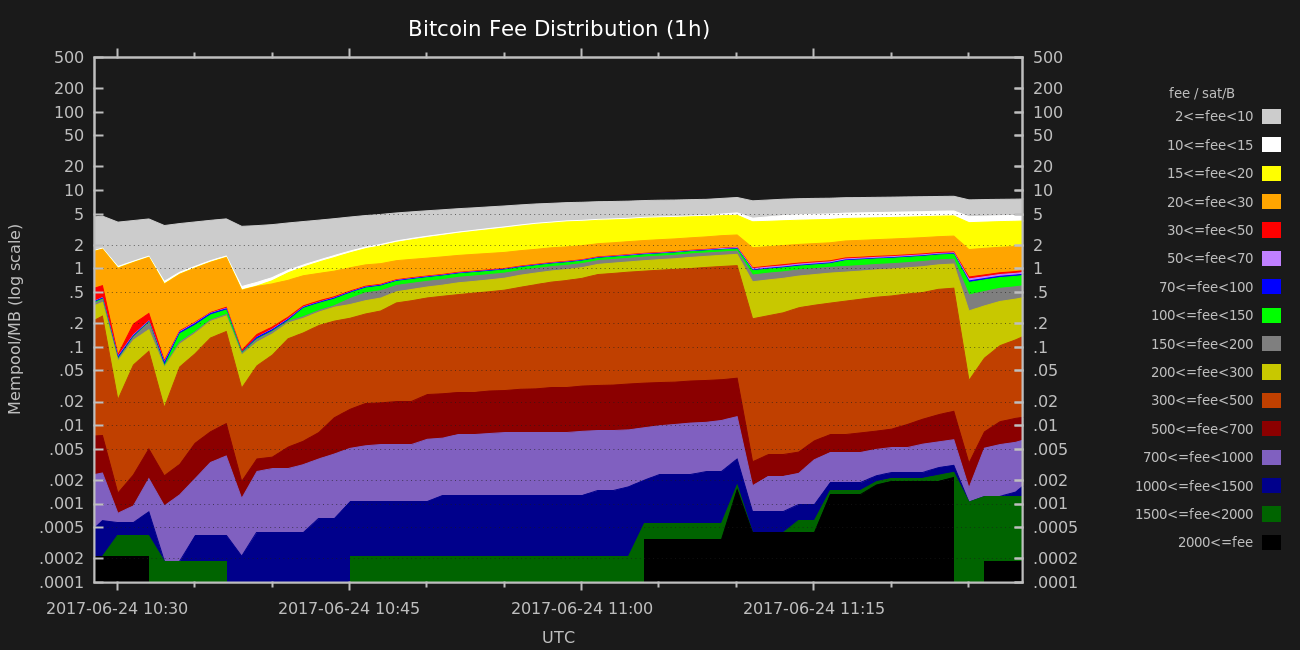 Bitcoin Fee Distribution (1h)
Mempool/MB (log scale)
500
200
100
50
20
10
5
2
1
.5
.2
.1
.05
.02
.01
.005
.002
.001
.0005
.0002
.0001
500
200
100
50
20
10
5
2
1
.5
.2
.1
.05
.02
.01
.005
.002
.001
.0005
.0002
.0001
fee / sat/B
2<=fee<10
10<=fee<15
15<=fee<20
20<=fee<30
30<=fee<50
50<=fee<70
70<=fee<100
100<=fee<150
150<=fee<200
200<=fee<300
300<=fee<500
500<=fee<700
700<=fee<1000
1000<=fee<1500
1500<=fee<2000
2000<=fee
2017-06-24 10:30 2017-06-24 10:45 2017-06-24 11:00 2017-06-24 11:15
UTC